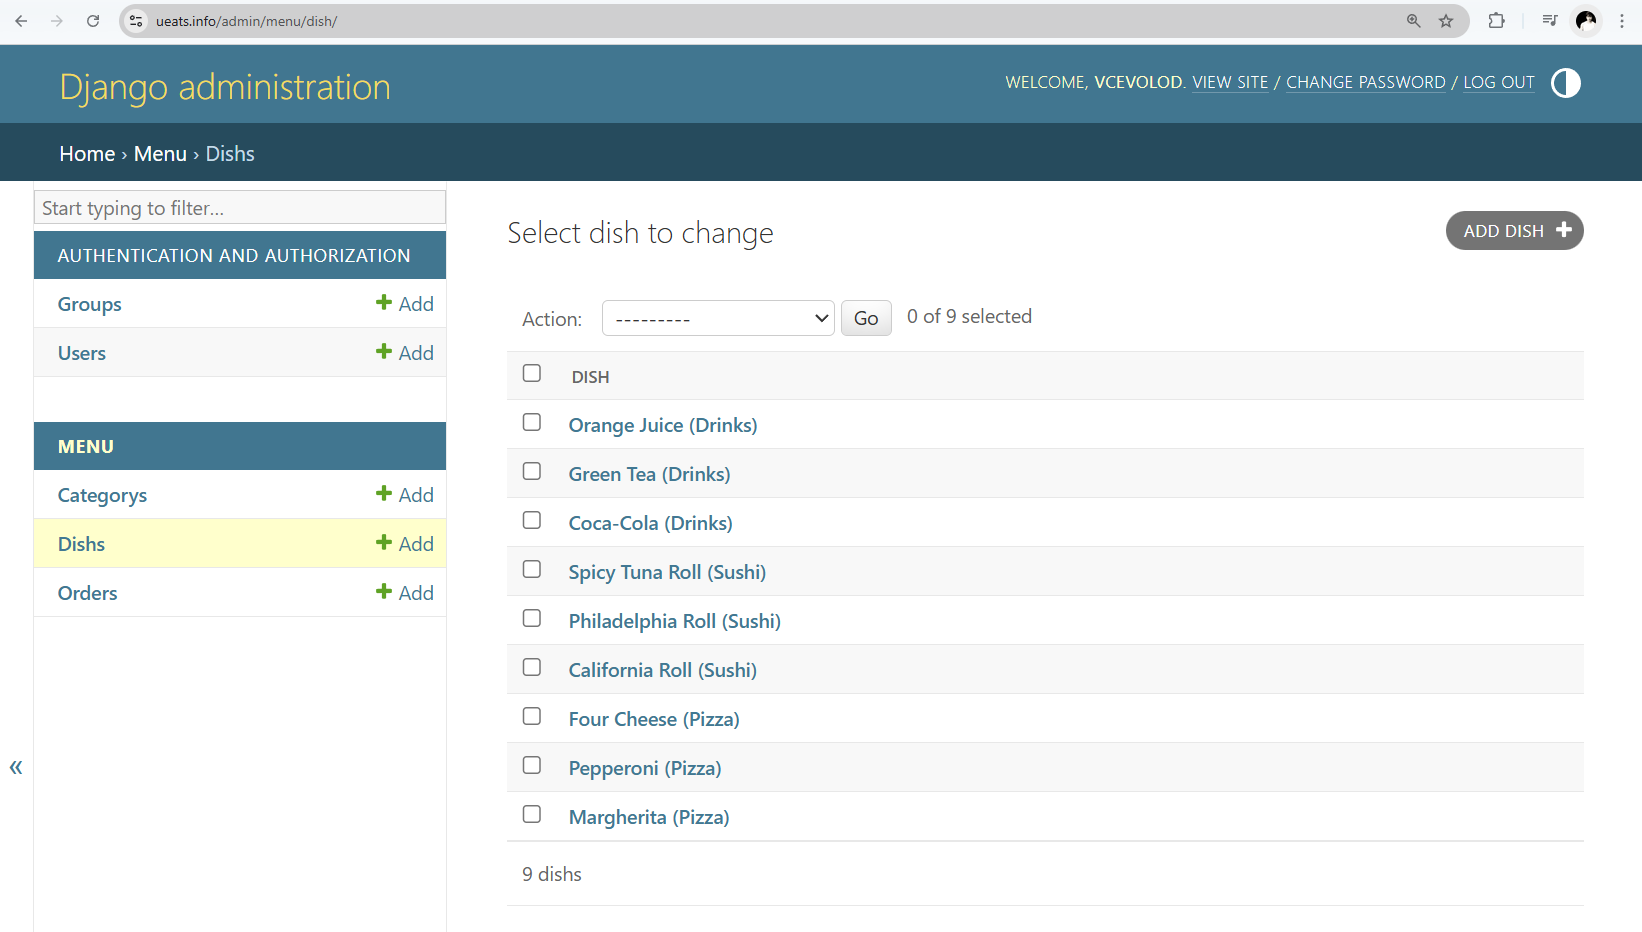 ueats.info/admin/menu/dish/
Django administration
WELCOME, VCEVOLOD. VIEW SITE / CHANGE PASSWORD / LOG OUT
Home › Menu › Dishs
Start typing to filter...
AUTHENTICATION AND AUTHORIZATION
Groups Add
Users Add
MENU
Categorys Add
Dishs Add
Orders Add
«
Select dish to change
ADD DISH
Action: --------- Go 0 of 9 selected
DISH
Orange Juice (Drinks)
Green Tea (Drinks)
Coca-Cola (Drinks)
Spicy Tuna Roll (Sushi)
Philadelphia Roll (Sushi)
California Roll (Sushi)
Four Cheese (Pizza)
Pepperoni (Pizza)
Margherita (Pizza)
9 dishs